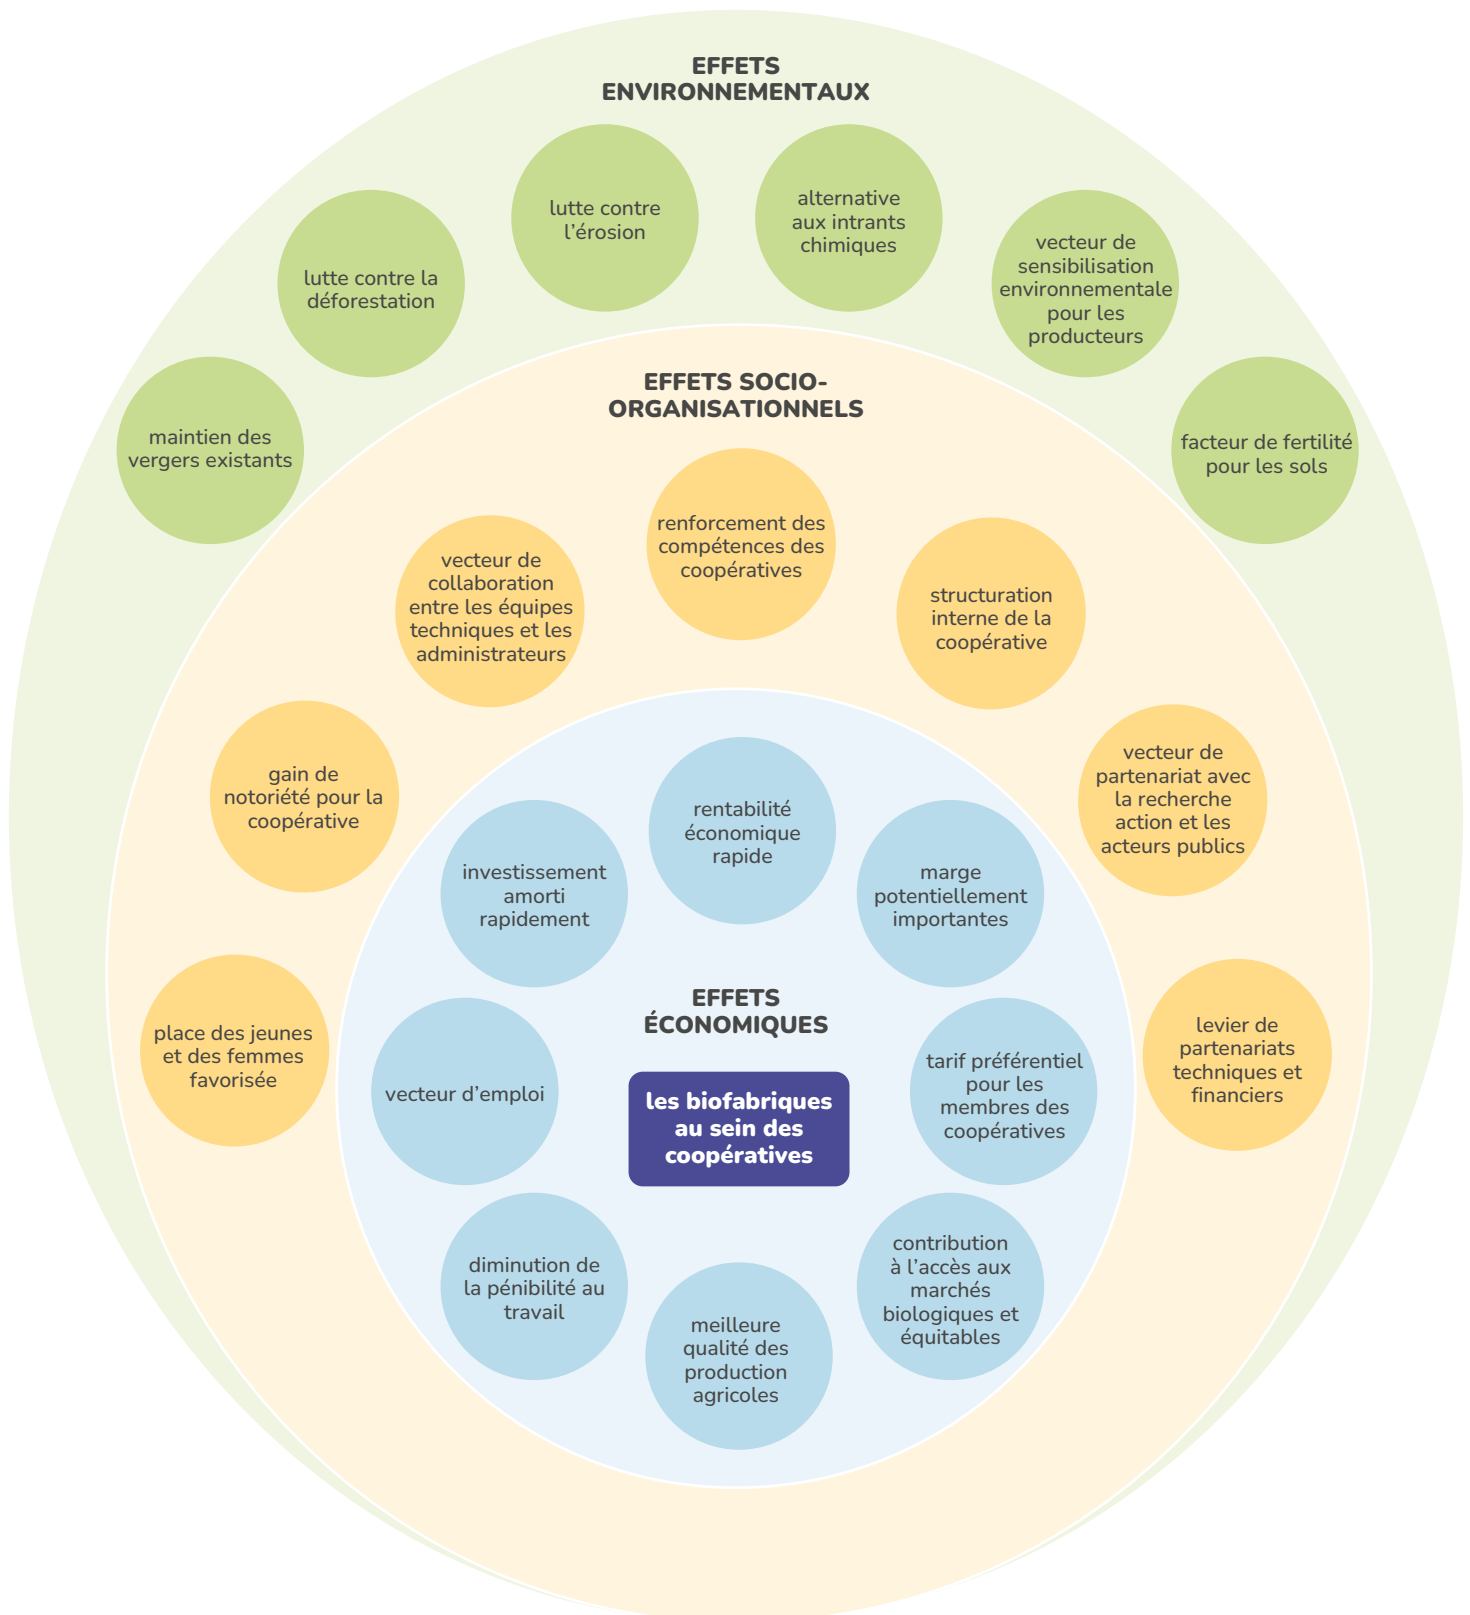 EFFETS
ENVIRONNEMENTAUX
maintien des
vergers existants
lutte contre la
déforestation
lutte contre
l’érosion
alternative
aux intrants
chimiques
vecteur de
sensibilisation
environnementale
pour les
producteurs
facteur de fertilité
pour les sols
EFFETS SOCIO-
ORGANISATIONNELS
place des jeunes
et des femmes
favorisée
gain de
notoriété pour la
coopérative
vecteur de
collaboration
entre les équipes
techniques et les
administrateurs
renforcement des
compétences des
coopératives
structuration
interne de la
coopérative
vecteur de
partenariat avec
la recherche
action et les
acteurs publics
levier de
partenariats
techniques et
financiers
EFFETS
ÉCONOMIQUES
les biofabriques
au sein des
coopératives
rentabilité
économique
rapide
marge
potentiellement
importantes
tarif préférentiel
pour les
membres des
coopératives
contribution
à l’accès aux
marchés
biologiques et
équitables
meilleure
qualité des
production
agricoles
diminution de
la pénibilité au
travail
vecteur d’emploi
investissement
amorti
rapidement